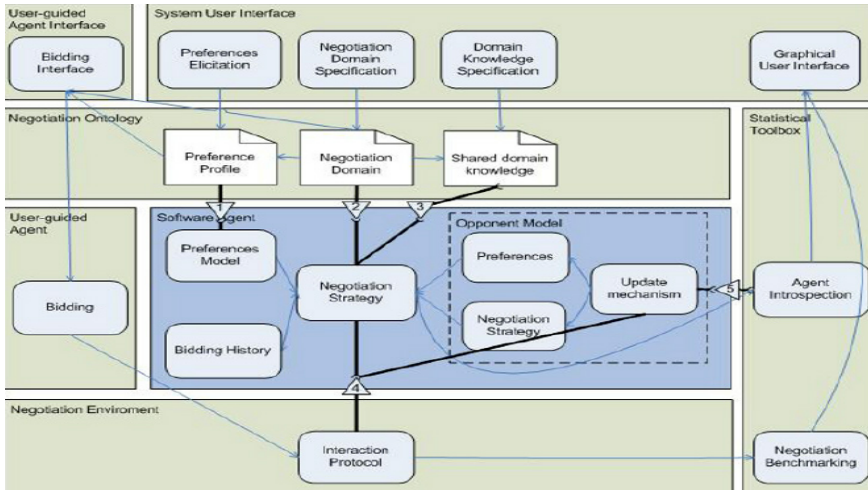 User-guided
Agent Interface
System User Interface
Bidding
Interface
Preferences
Elicitation
Negotiation
Domain
Specification
Domain
Knowledge
Specification
Graphical
User Interface
Negotiation Ontology
Statistical
Toolbox
Preference
Profile
Negotiation
Domain
Shared domain
knowledge
1
2
3
User-guided
Agent
Software Agent
Opponent Model
Preferences
Model
Preferences
Negotiation
Strategy
Update
mechanism
5
Agent
Introspection
Bidding
Negotiation
Strategy
Bidding History
4
Negotiation Enviroment
Interaction
Protocol
Negotiation
Benchmarking